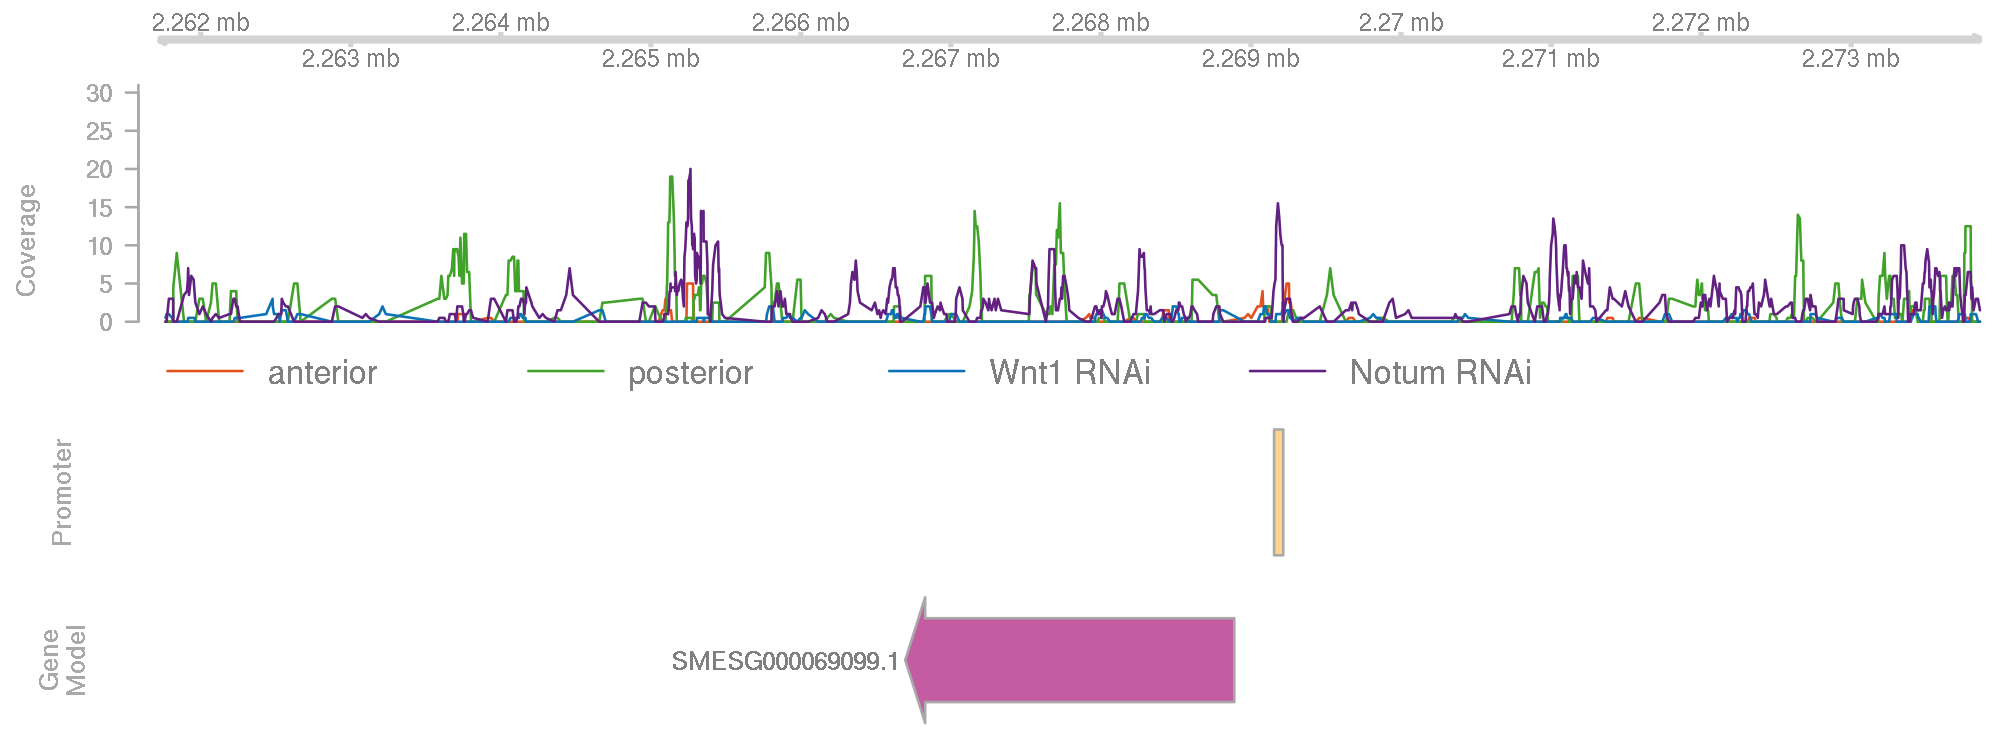 2.262 mb 2.264 mb 2.266 mb 2.268 mb 2.27 mb 2.272 mb
2.263 mb 2.265 mb 2.267 mb 2.269 mb 2.271 mb 2.273 mb
30
25
20
15
10
5
0
Coverage
anterior posterior Wnt1 RNAi Notum RNAi
Promoter
Gene
Model
SMESG000069099.1